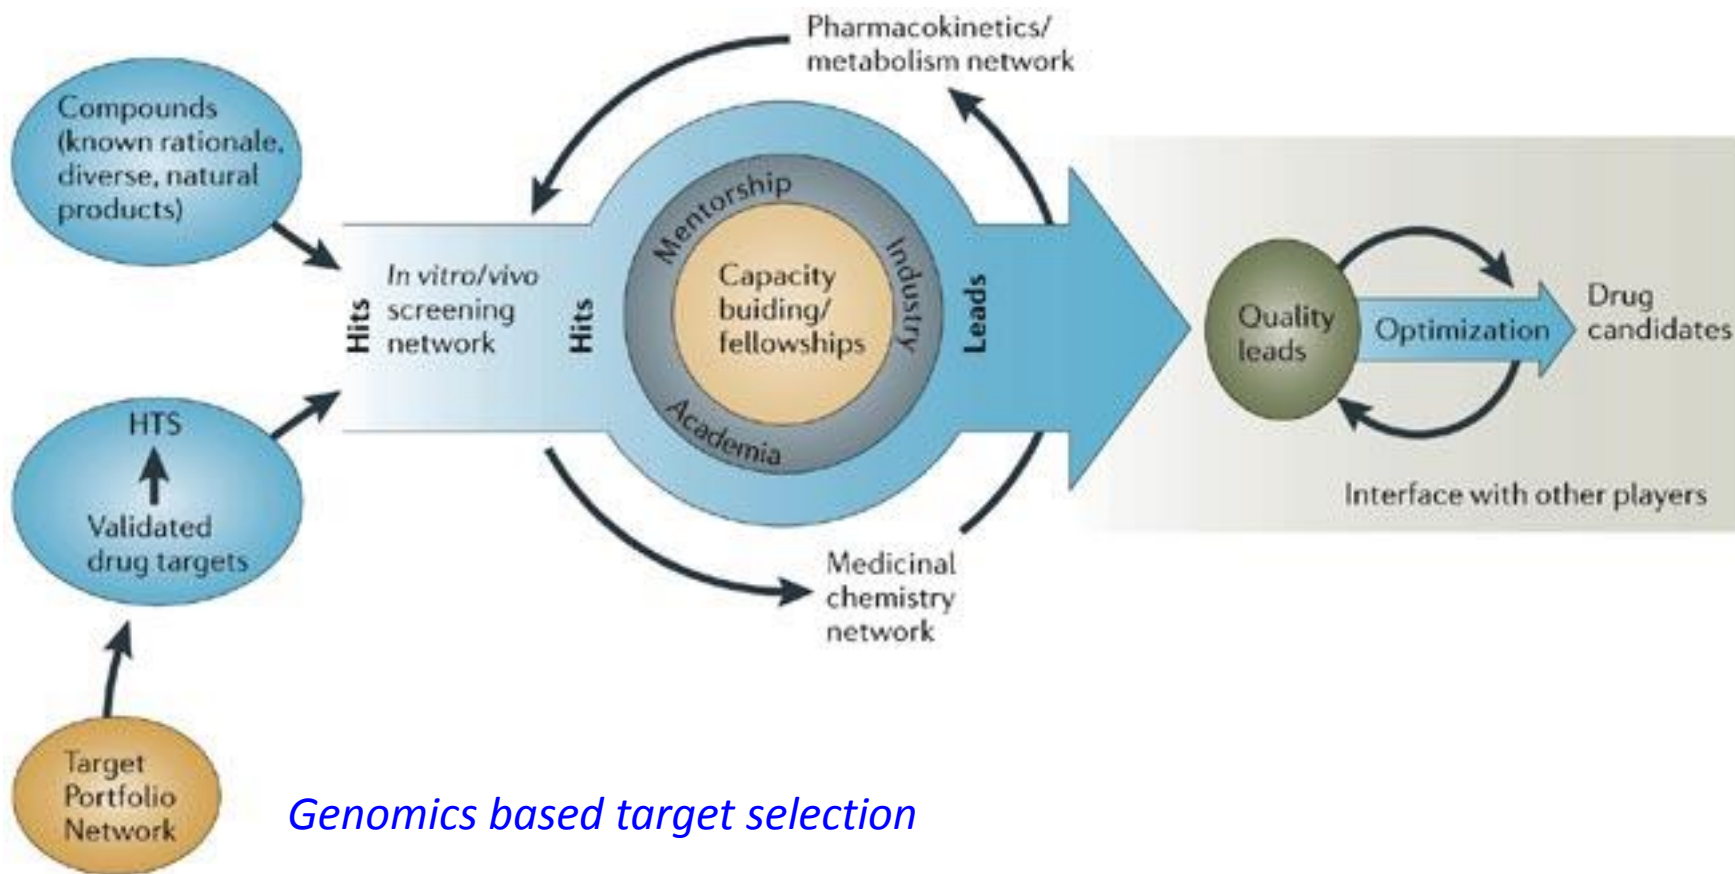 Pharmacokinetics/
metabolism network
Compounds
(known rationale,
diverse, natural
products)
Mentorship
Industry
Academia
Capacity
buiding/
fellowships
Hits
In vitro/vivo
screening
network
Hits
Leads
Quality
leads
Optimization
Drug
candidates
HTS
Validated
drug targets
Interface with other players
Medicinal
chemistry
network
Target
Portfolio
Network
Genomics based target selection